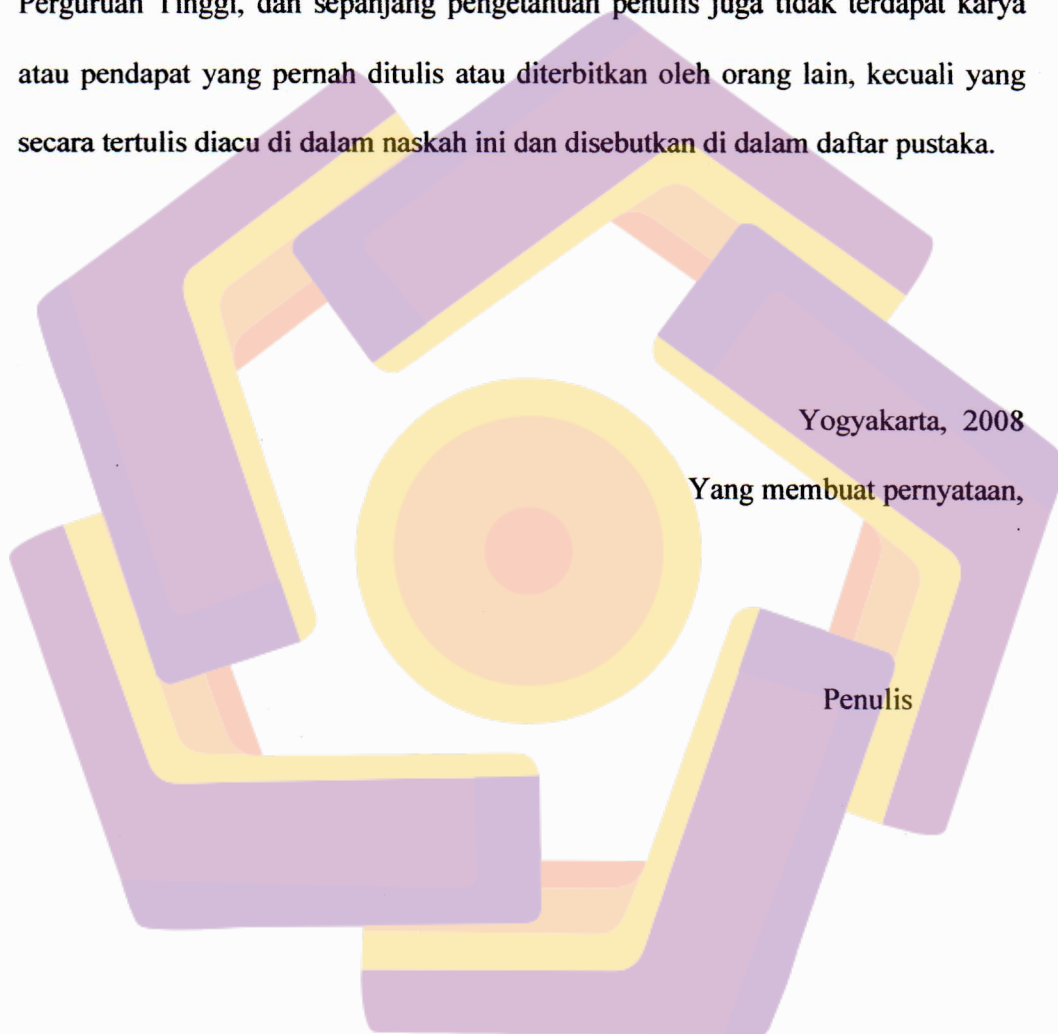 Perguruan Tinggi, dan sepanjang pengetahuan penulis juga tidak terdapat karya
atau pendapat yang pernah ditulis atau diterbitkan oleh orang lain, kecuali yang
secara tertulis diacu di dalam naskah ini dan disebutkan di dalam daftar pustaka.
Yogyakarta, 2008
Yang membuat pernyataan,
Penulis